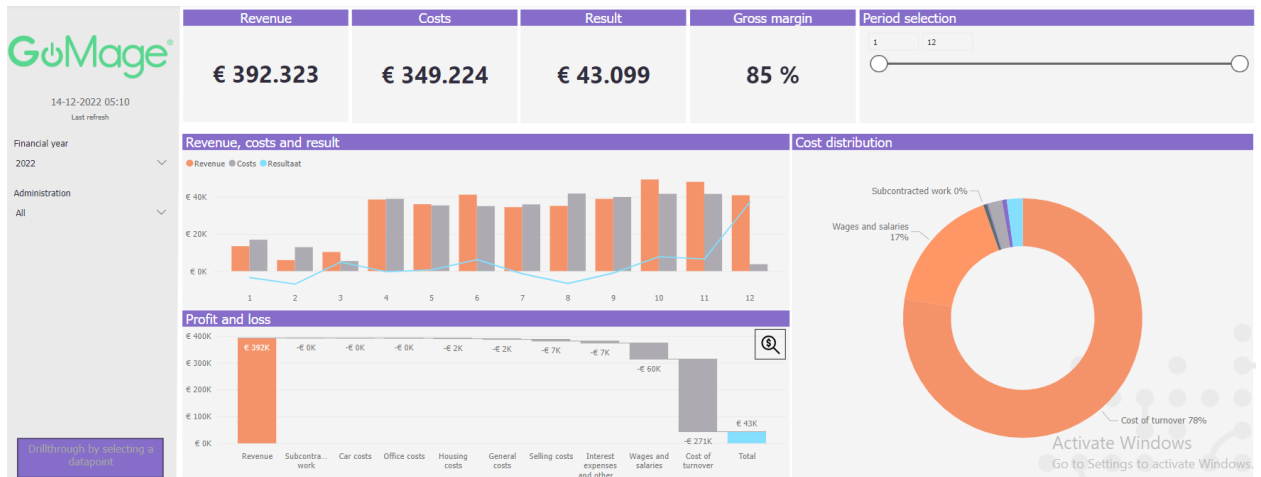 GoMage
14-12-2022 05:10
Last refresh
Financial year
2022
Administration
All
Drillthrough by selecting a
datapoint
Revenue
€ 392.323
Costs
€ 349.224
Result
€ 43.099
Gross margin
85 %
Period selection
1 12
Revenue, costs and result
Revenue Costs Resultaat
€ 40K
€ 20K
€ 0K
1 2 3 4 5 6 7 8 9 10 11 12
Profit and loss
€ 400K
€ 300K
€ 200K
€ 100K
€ 0K
€ 392K -€ 0K -€ 0K -€ 0K -€ 2K -€ 2K -€ 7K -€ 7K -€ 60K -€ 271K € 43K
Revenue
Subcontra...
work
Car costs
Office costs
Housing
costs
General
costs
Selling costs
Interest
expenses
and other
Wages and
salaries
Cost of
turnover
Total
Cost distribution
Subcontracted work 0%
Wages and salaries
17%
Cost of turnover 78%
Activate Windows
Go to Settings to activate Windows.